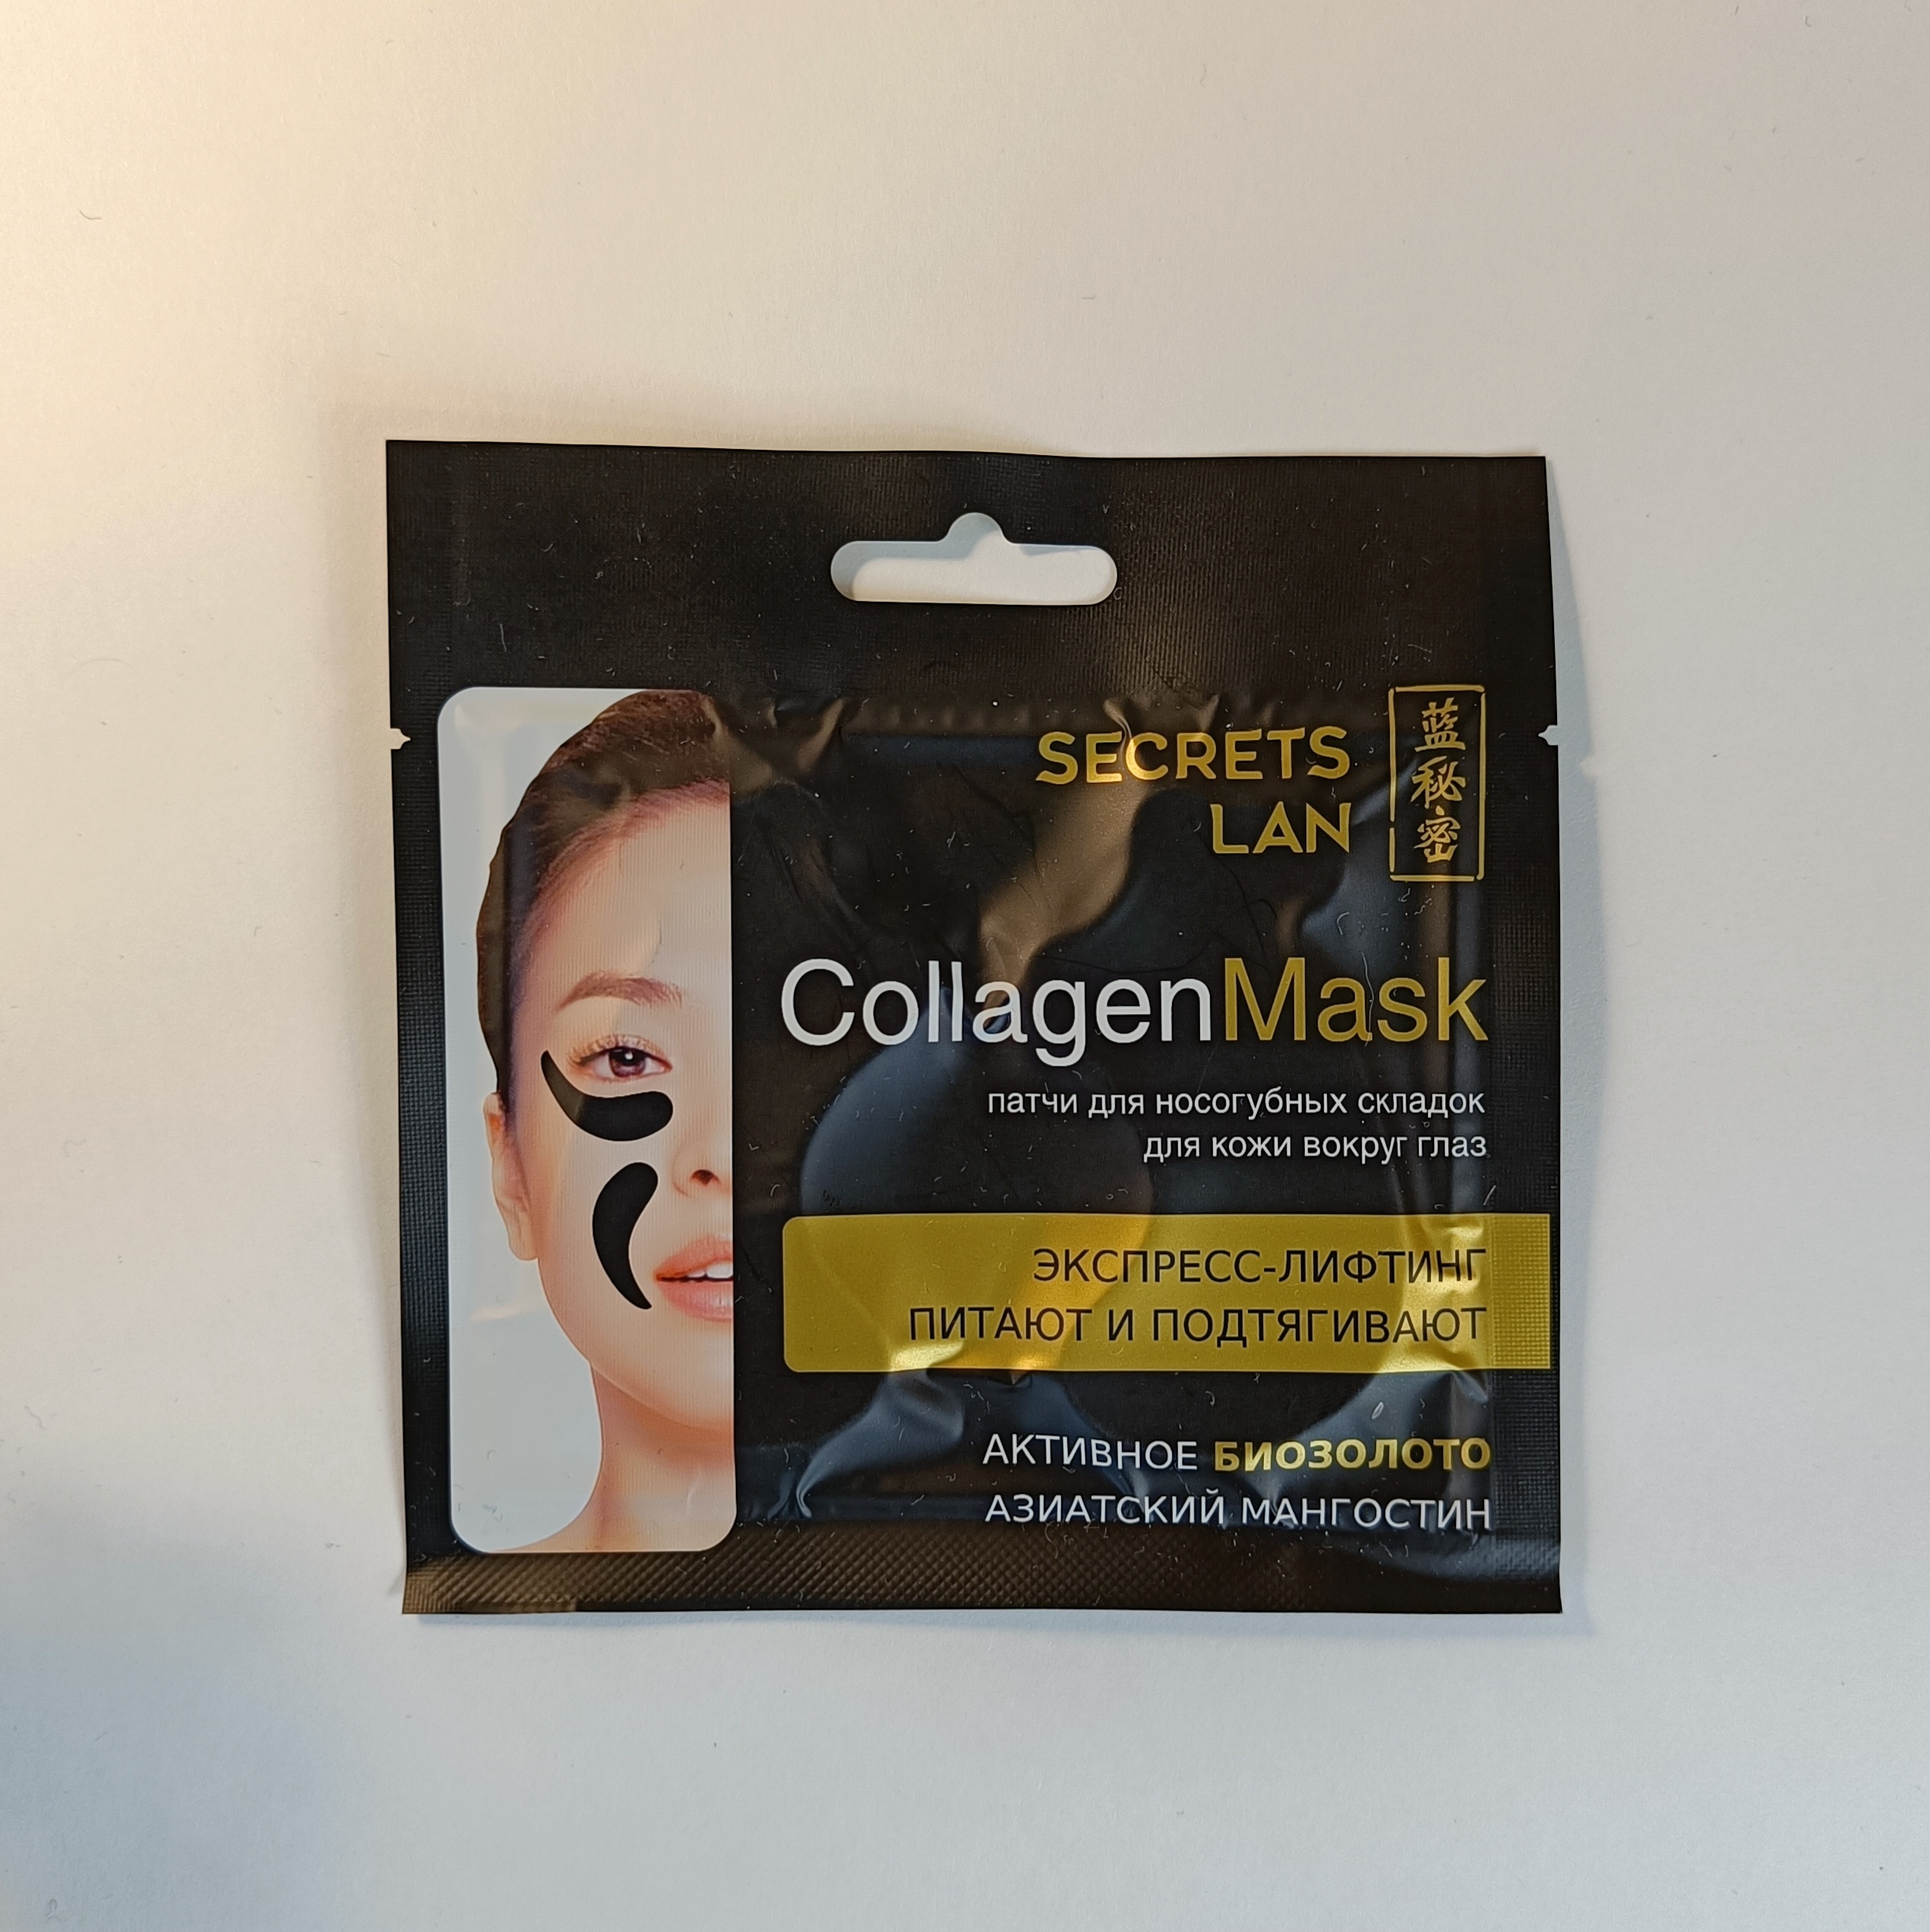 SECRETS
LAN
蓝秘密
CollagenMask
патчи для носогубных складок
для кожи вокруг глаз
ЭКСПРЕСС-ЛИФТИНГ
ПИТАЮТ И ПОДТЯГИВАЮТ
АКТИВНОЕ БИОЗОЛОТО
АЗИАТСКИЙ МАНГОСТИН